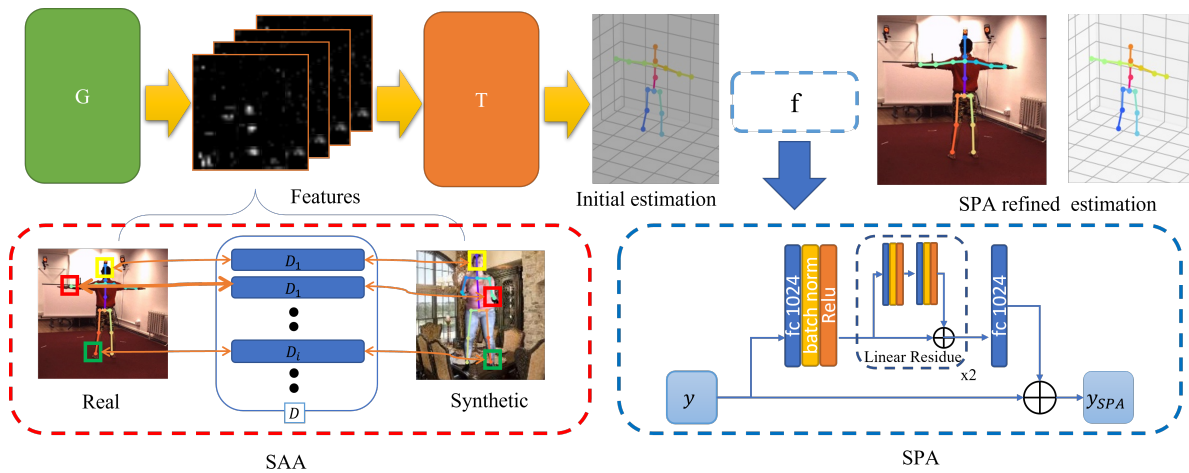 G
T
f
Features
Initial estimation
SPA refined estimation
D₁
D₁
Dᵢ
D
Real
Synthetic
SAA
fc 1024
batch norm
Relu
Linear Residue
x2
fc 1024
y
y_SPA
SPA